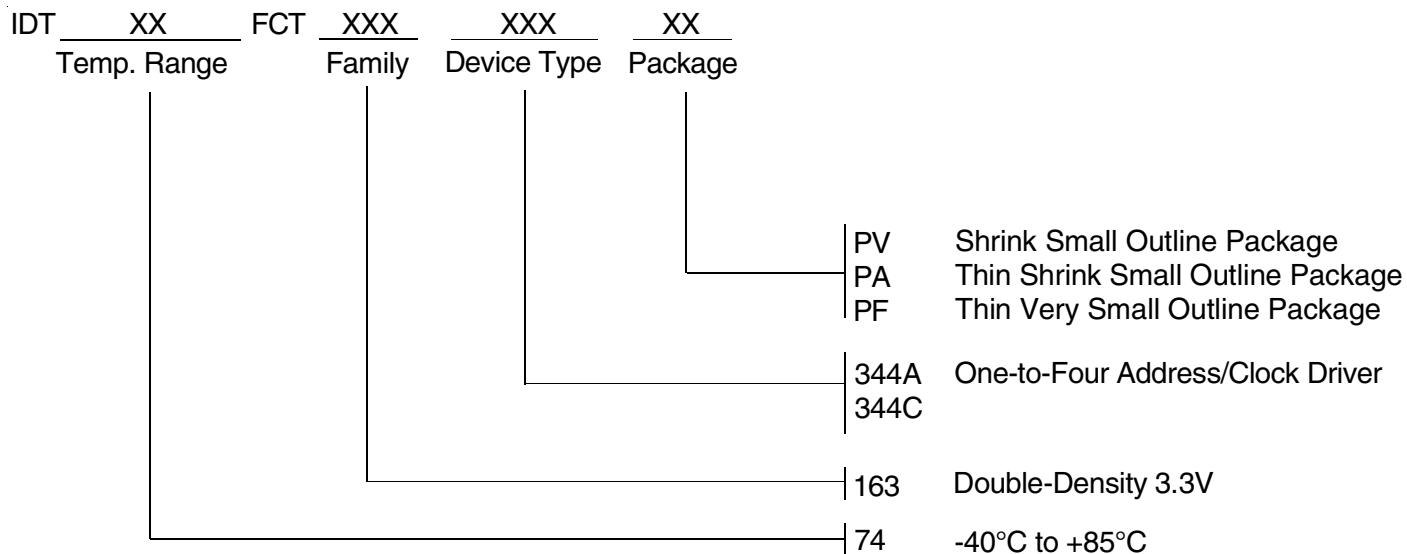 IDT XX FCT XXX XXX XX
Temp. Range Family Device Type Package
PV Shrink Small Outline Package
PA Thin Shrink Small Outline Package
PF Thin Very Small Outline Package
344A One-to-Four Address/Clock Driver
344C
163 Double-Density 3.3V
74 -40°C to +85°C